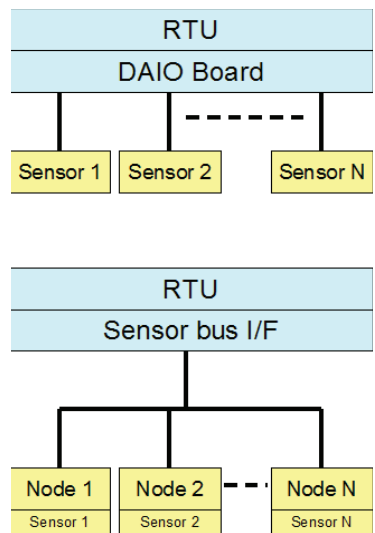 RTU
DAIO Board
Sensor 1 Sensor 2 Sensor N
RTU
Sensor bus I/F
Node 1 Node 2 Node N
Sensor 1 Sensor 2 Sensor N